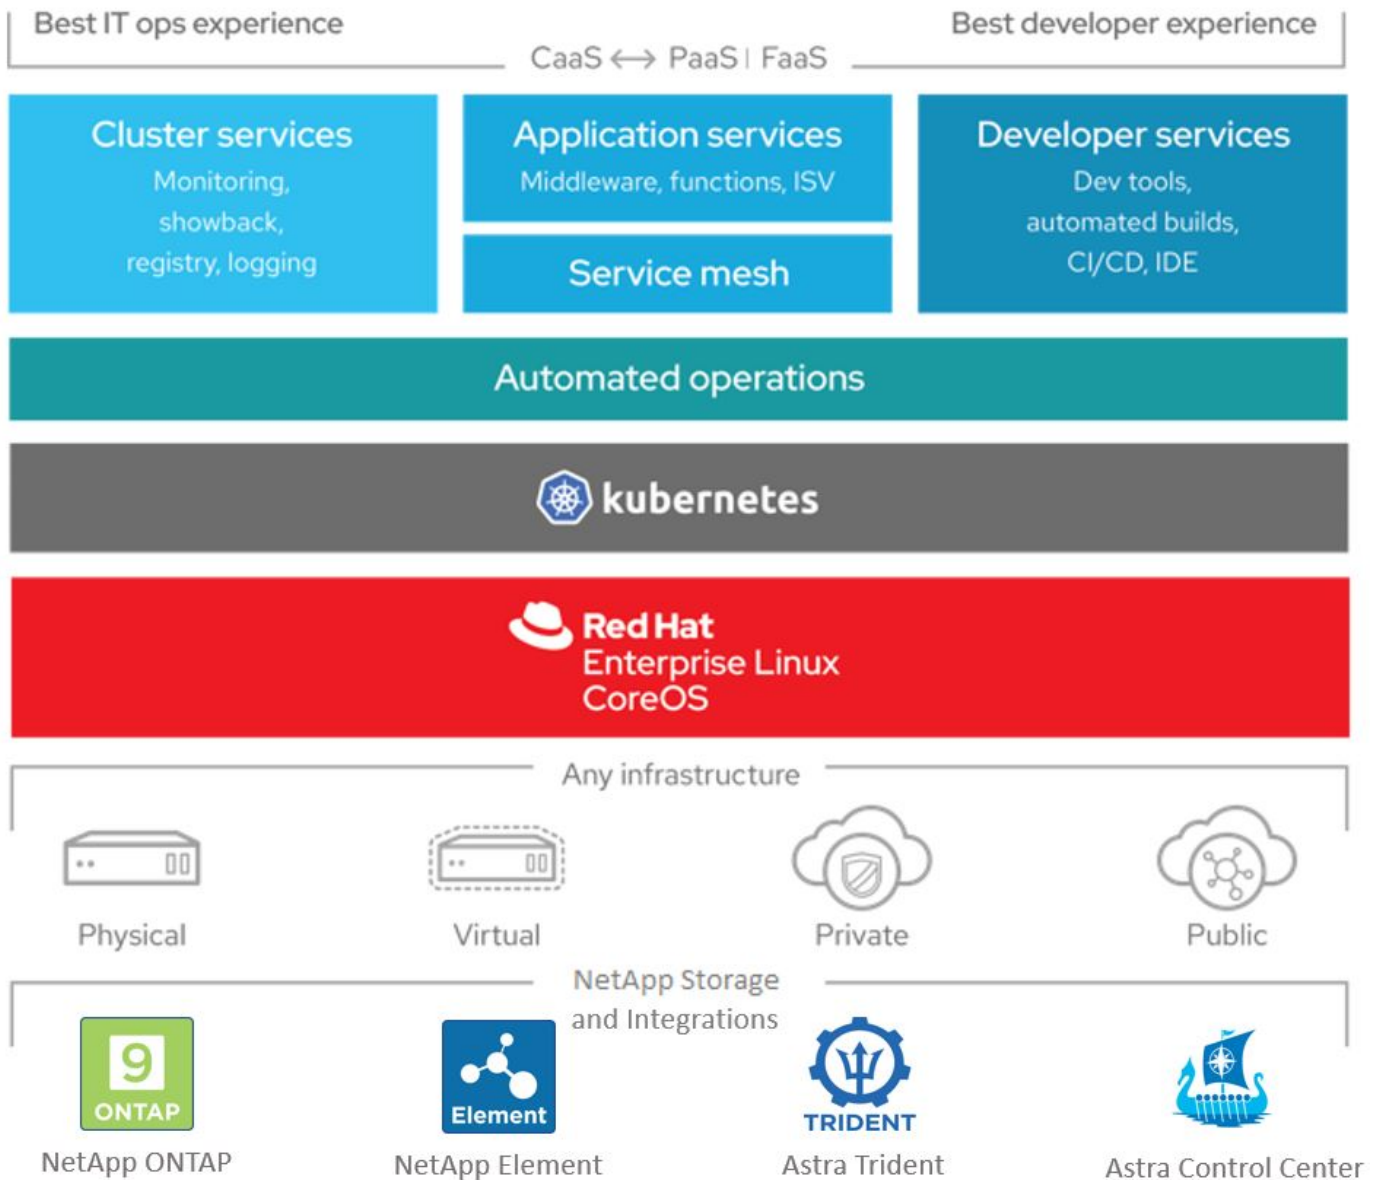 Best IT ops experience
Best developer experience
CaaS ↔ PaaS | FaaS
Cluster services
Monitoring,
showback,
registry, logging
Application services
Middleware, functions, ISV
Service mesh
Developer services
Dev tools,
automated builds,
CI/CD, IDE
Automated operations
kubernetes
Red Hat
Enterprise Linux
CoreOS
Any infrastructure
Physical
Virtual
Private
Public
NetApp Storage
and Integrations
9
ONTAP
Element
TRIDENT
NetApp ONTAP
NetApp Element
Astra Trident
Astra Control Center